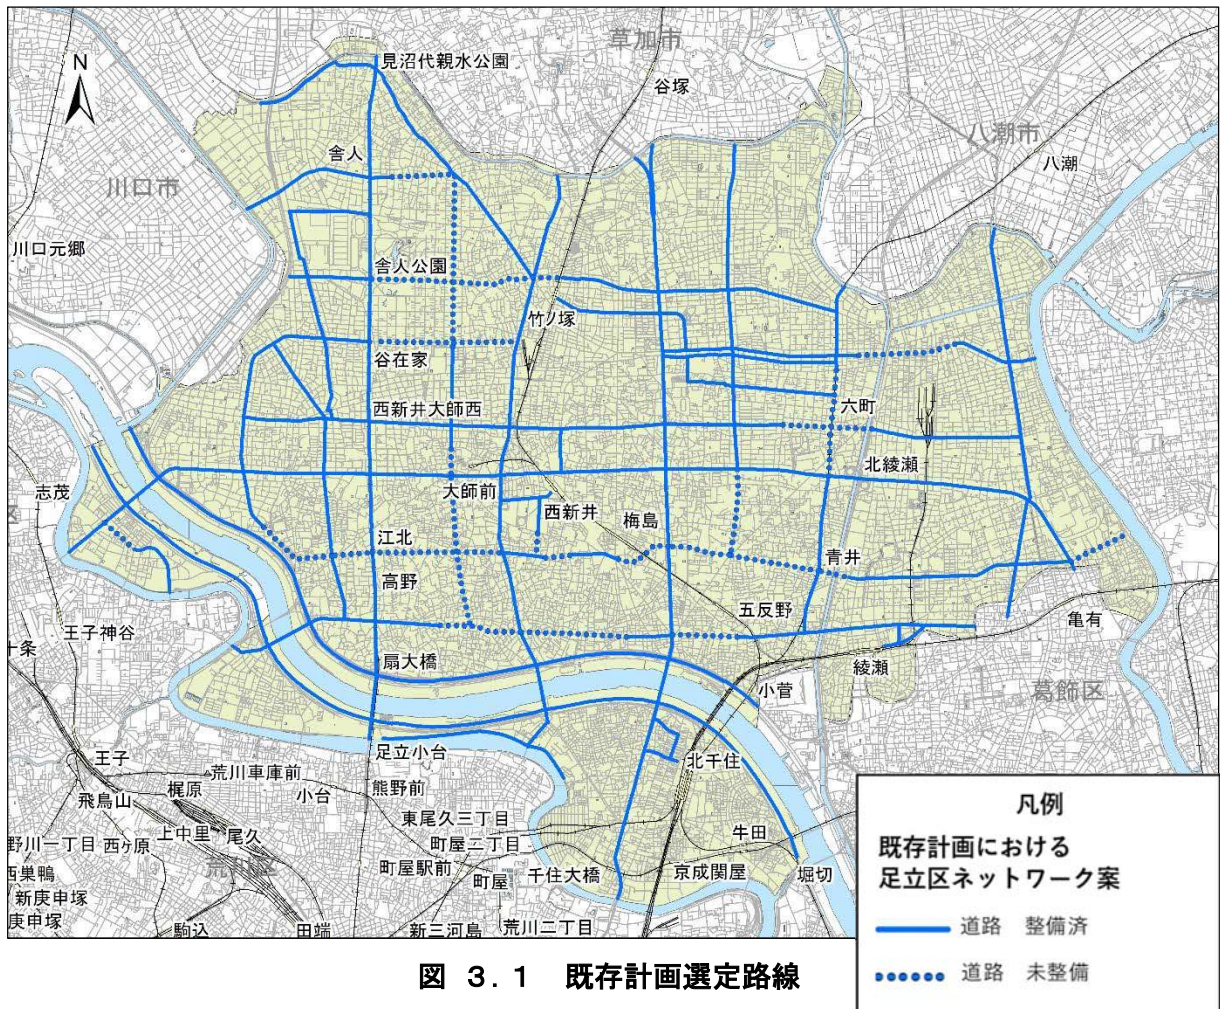 草加市
見沼代親水公園
N
谷塚
八潮市
舎人
八潮
川口市
川口元郷
舎人公園
竹ノ塚
谷在家
西新井大師西
六町
北綾瀬
志茂
大師前
西新井
梅島
江北
青井
高野
五反野
亀有
王子神谷
十条
扇大橋
綾瀬
小菅
葛飾区
足立小台
北千住
王子
荒川車庫前
熊野前
飛鳥山
梶原
小台
東尾久三丁目
牛田
上中里
尾久
町屋二丁目
野川一丁目
西ヶ原
町屋駅前
町屋
千住大橋
京成関屋
堀切
西巣鴨
新庚申塚
庚申塚
駒込
田端
新三河島
荒川二丁目
凡例
既存計画における
足立区ネットワーク案
道路 整備済
道路 未整備
図 3.1 既存計画選定路線